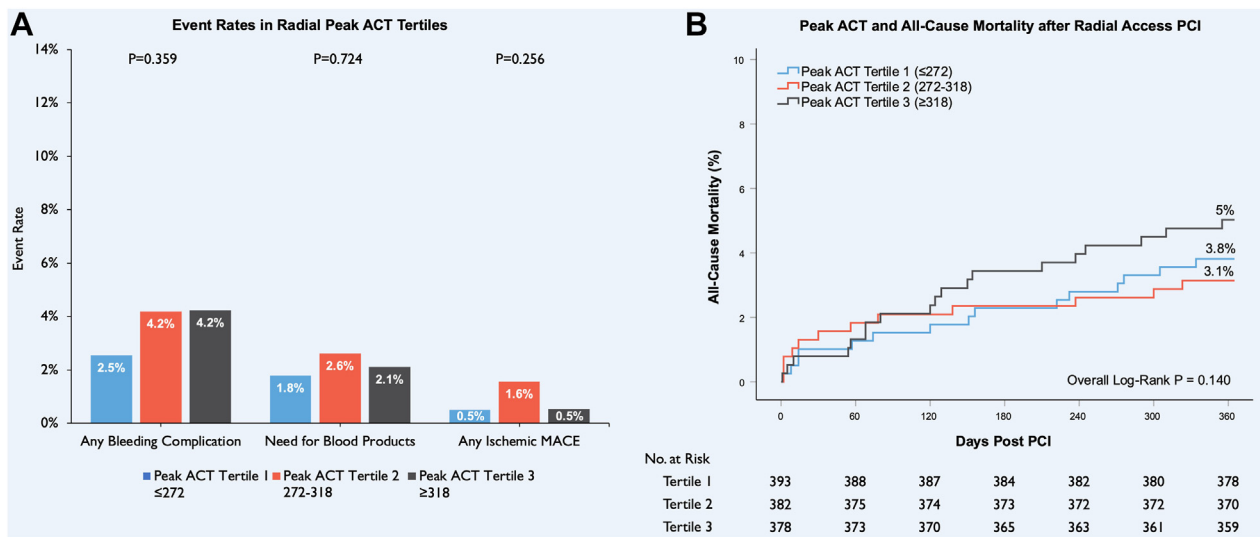 A
Event Rates in Radial Peak ACT Tertiles
14%
12%
10%
8%
6%
4%
2%
0%
Event Rate
P=0.359
P=0.724
P=0.256
2.5%
4.2%
4.2%
1.8%
2.6%
2.1%
0.5%
1.6%
0.5%
Any Bleeding Complication
Need for Blood Products
Any Ischemic MACE
Peak ACT Tertile 1
≤272
Peak ACT Tertile 2
272-318
Peak ACT Tertile 3
≥318
B
Peak ACT and All-Cause Mortality after Radial Access PCI
10
8
6
4
2
0
All-Cause Mortality (%)
Peak ACT Tertile 1 (≤272)
Peak ACT Tertile 2 (272-318)
Peak ACT Tertile 3 (≥318)
5%
3.8%
3.1%
Overall Log-Rank P = 0.140
0 60 120 180 240 300 360
Days Post PCI
No. at Risk
Tertile 1 393 388 387 384 382 380 378
Tertile 2 382 375 374 373 372 372 370
Tertile 3 378 373 370 365 363 361 359